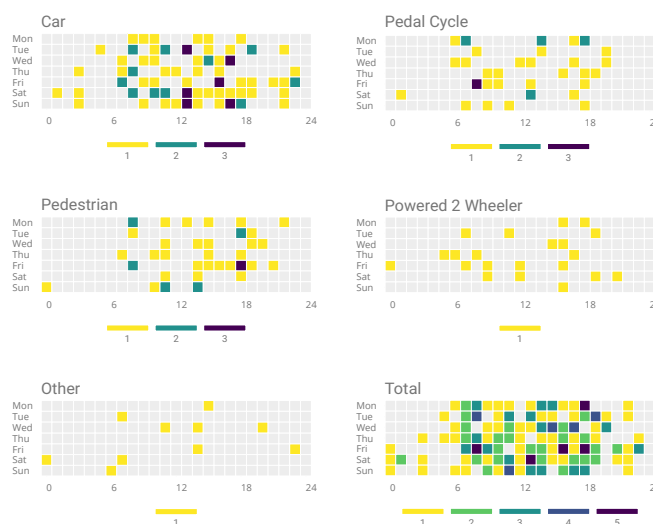 Car
Mon
Tue
Wed
Thu
Fri
Sat
Sun
0 6 12 18 24
1 2 3
Pedal Cycle
Mon
Tue
Wed
Thu
Fri
Sat
Sun
0 6 12 18 24
1 2 3
Pedestrian
Mon
Tue
Wed
Thu
Fri
Sat
Sun
0 6 12 18 24
1 2 3
Powered 2 Wheeler
Mon
Tue
Wed
Thu
Fri
Sat
Sun
0 6 12 18 24
1
Other
Mon
Tue
Wed
Thu
Fri
Sat
Sun
0 6 12 18 24
1
Total
Mon
Tue
Wed
Thu
Fri
Sat
Sun
0 6 12 18 24
1 2 3 4 5